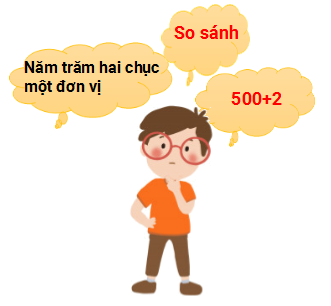 So sánh
Năm trăm hai chục
một đơn vị
500+2